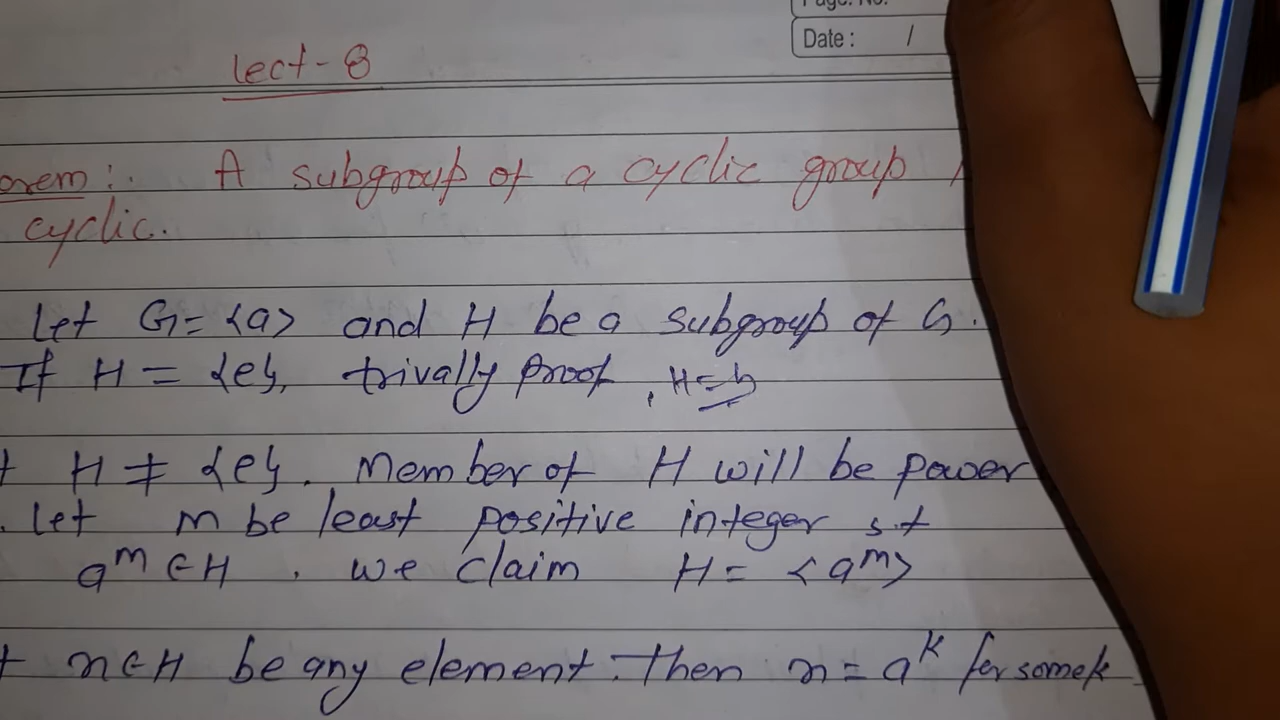 Page. No.
Date : /
Lect - 8
orem :. A subgroup of a cyclic group
cyclic.
Let G = <a> and H be a subgroup of G.
If H = {e}, trivally proof, H=G
H ≠ {e}. Member of H will be power
. Let m be least positive integer s.t
a^m ∈ H . we claim H = <a^m>
x ∈ H be any element. Then x = a^k for some k